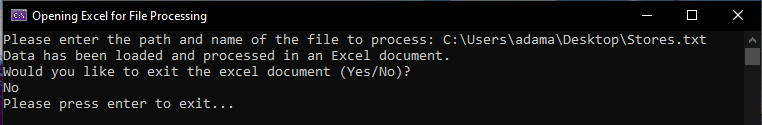 Opening Excel for File Processing
Please enter the path and name of the file to process: C:\Users\adama\Desktop\Stores.txt
Data has been loaded and processed in an Excel document.
Would you like to exit the excel document (Yes/No)?
No
Please press enter to exit...